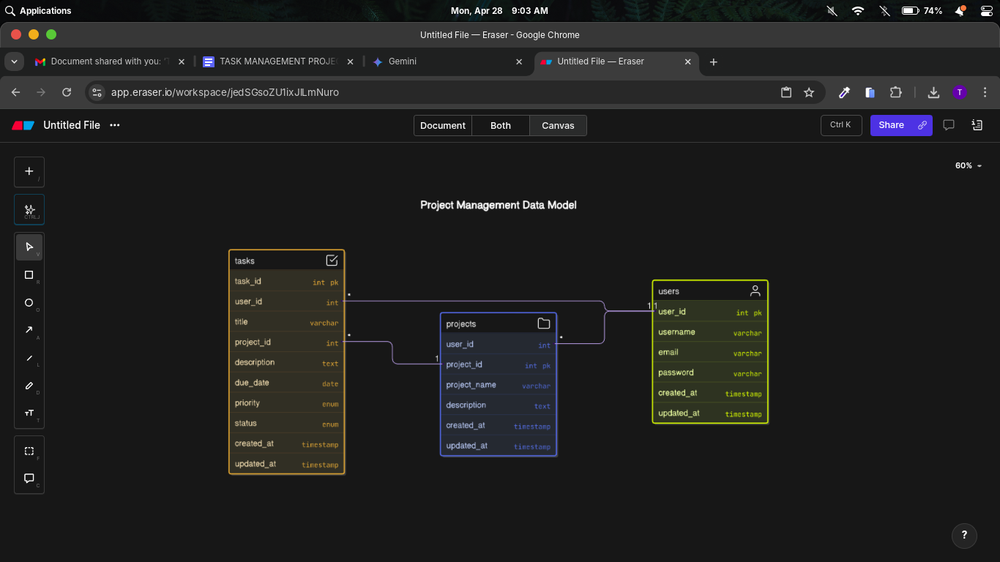 Applications
Mon, Apr 28 9:03 AM
74%
Untitled File — Eraser - Google Chrome
Document shared with you: "T
TASK MANAGEMENT PROJE
Gemini
Untitled File — Eraser
app.eraser.io/workspace/jedSGsoZU1ixJILmNuro
T
Untitled File
Document
Both
Canvas
Ctrl K
Share
60%
/
CTRL J
V
R
O
A
L
D
T
F
C
Project Management Data Model
tasks
task_id int pk
user_id int
title varchar
project_id int
description text
due_date date
priority enum
status enum
created_at timestamp
updated_at timestamp
1
projects
user_id int
project_id int pk
project_name varchar
description text
created_at timestamp
updated_at timestamp
1 1
users
user_id int pk
username varchar
email varchar
password varchar
created_at timestamp
updated_at timestamp
?